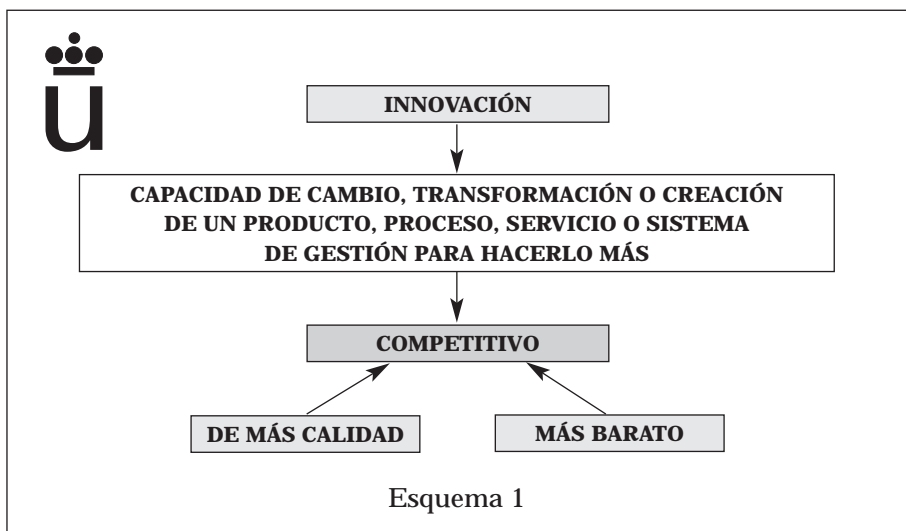 ū
INNOVACIÓN
CAPACIDAD DE CAMBIO, TRANSFORMACIÓN O CREACIÓN
DE UN PRODUCTO, PROCESO, SERVICIO O SISTEMA
DE GESTIÓN PARA HACERLO MÁS
COMPETITIVO
DE MÁS CALIDAD
MÁS BARATO
Esquema 1